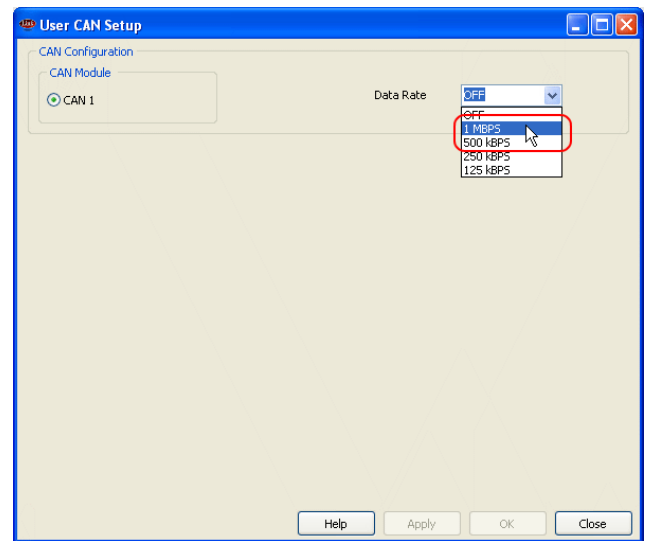 User CAN Setup
CAN Configuration
CAN Module
CAN 1
Data Rate
OFF
OFF
1 MBPS
500 kBPS
250 kBPS
125 kBPS
Help Apply OK Close